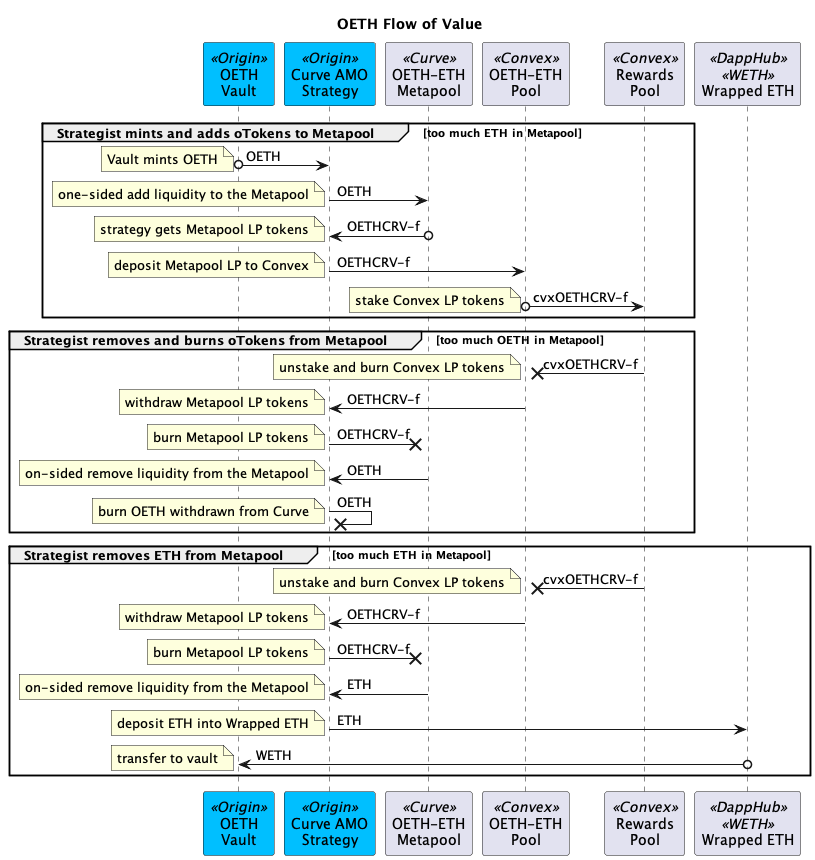 OETH Flow of Value
«Origin»
OETH
Vault
«Origin»
Curve AMO
Strategy
«Curve»
OETH-ETH
Metapool
«Convex»
OETH-ETH
Pool
«Convex»
Rewards
Pool
«DappHub»
«WETH»
Wrapped ETH
Strategist mints and adds oTokens to Metapool [too much ETH in Metapool]
Vault mints OETH OETH
one-sided add liquidity to the Metapool OETH
strategy gets Metapool LP tokens OETHCRV-f
deposit Metapool LP to Convex OETHCRV-f
stake Convex LP tokens cvxOETHCRV-f
Strategist removes and burns oTokens from Metapool [too much OETH in Metapool]
unstake and burn Convex LP tokens cvxOETHCRV-f
withdraw Metapool LP tokens OETHCRV-f
burn Metapool LP tokens OETHCRV-f
on-sided remove liquidity from the Metapool OETH
burn OETH withdrawn from Curve OETH
Strategist removes ETH from Metapool [too much ETH in Metapool]
unstake and burn Convex LP tokens cvxOETHCRV-f
withdraw Metapool LP tokens OETHCRV-f
burn Metapool LP tokens OETHCRV-f
on-sided remove liquidity from the Metapool ETH
deposit ETH into Wrapped ETH ETH
transfer to vault WETH
«Origin»
OETH
Vault
«Origin»
Curve AMO
Strategy
«Curve»
OETH-ETH
Metapool
«Convex»
OETH-ETH
Pool
«Convex»
Rewards
Pool
«DappHub»
«WETH»
Wrapped ETH